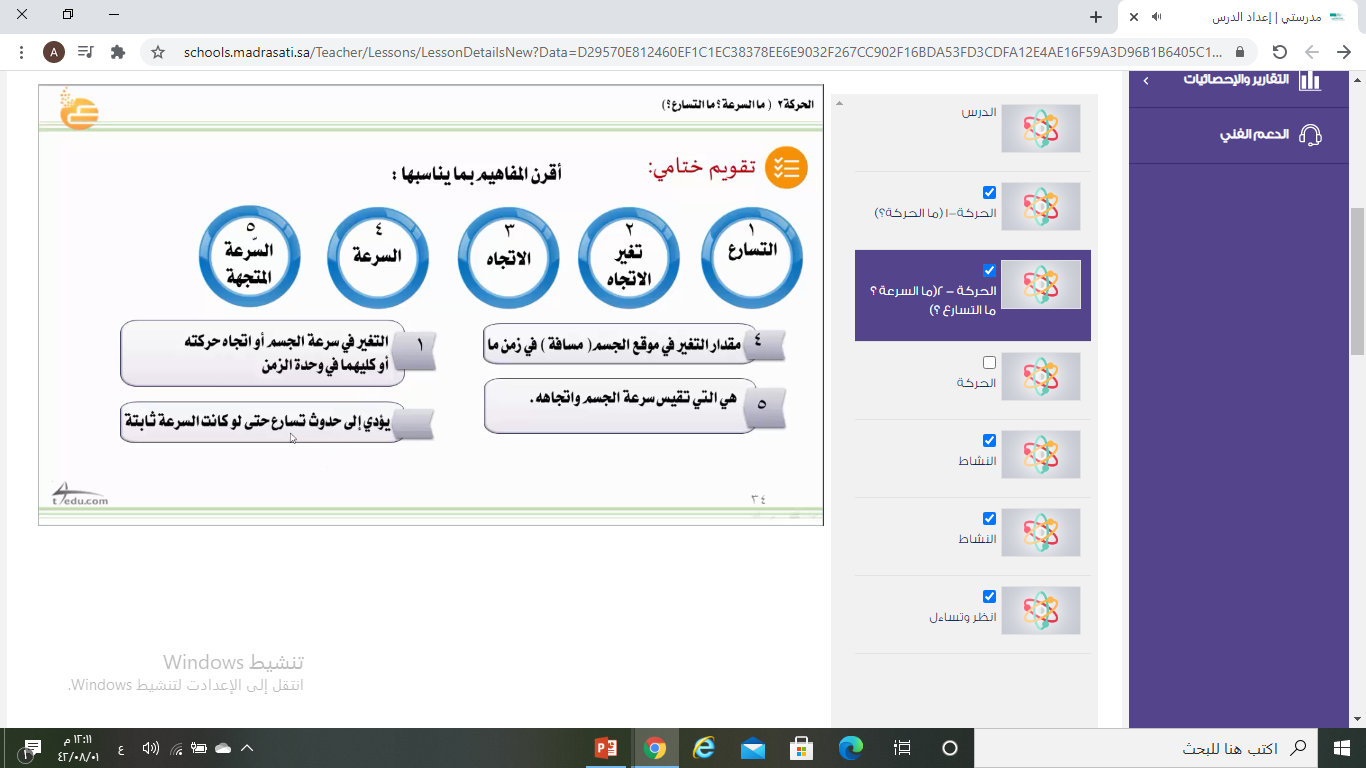 مدرستي | إعداد الدرس
schools.madrasati.sa/Teacher/Lessons/LessonDetailsNew?Data=D29570E812460EF1C1EC38378EE6E9032F267CC902F16BDA53FD3CDFA12E4AE16F59A3D96B1B6405C1...
A
التقارير والإحصائيات
الدعم الفني
الدرس
الحركة-١ (ما الحركة؟)
الحركة – ٢(ما السرعة ؟
ما التسارع ؟)
الحركة
النشاط
النشاط
انظر وتساءل
الحركة٢ ( ما السرعة؟ ما التسارع؟)
تقويم ختامي:
أقرن المفاهيم بما يناسبها :
١
التسارع
٢
تغير
الاتجاه
٣
الاتجاه
٤
السرعة
٥
السّرعة
المتجهة
٤
مقدار التغير في موقع الجسم( مسافة ) في زمن ما
١
التغير في سرعة الجسم أو اتجاه حركته
أو كليهما في وحدة الزمن
٥
هي التي تقيس سرعة الجسم واتجاهه .
يؤدي إلى حدوث تسارع حتى لو كانت السرعة ثابتة
t4edu.com
٣٤
تنشيط Windows
انتقل إلى الإعدادت لتنشيط Windows.
اكتب هنا للبحث
ع
١٢:١١ م
٤٢/٠٨/٠١
١